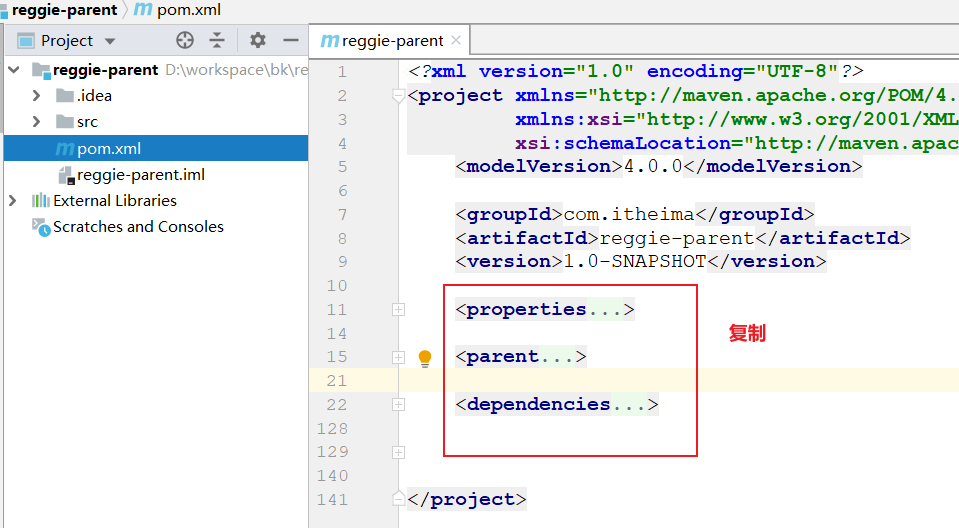 reggie-parent pom.xml
Project
reggie-parent D:\workspace\bk\re
.idea
src
pom.xml
reggie-parent.iml
External Libraries
Scratches and Consoles
reggie-parent
1 <?xml version="1.0" encoding="UTF-8"?>
2 <project xmlns="http://maven.apache.org/POM/4.
3 xmlns:xsi="http://www.w3.org/2001/XML
4 xsi:schemaLocation="http://maven.apac
5 <modelVersion>4.0.0</modelVersion>
6
7 <groupId>com.itheima</groupId>
8 <artifactId>reggie-parent</artifactId>
9 <version>1.0-SNAPSHOT</version>
10
11 <properties...>
14
15 <parent...>
21
22 <dependencies...>
128
129
140
141 </project>
复制